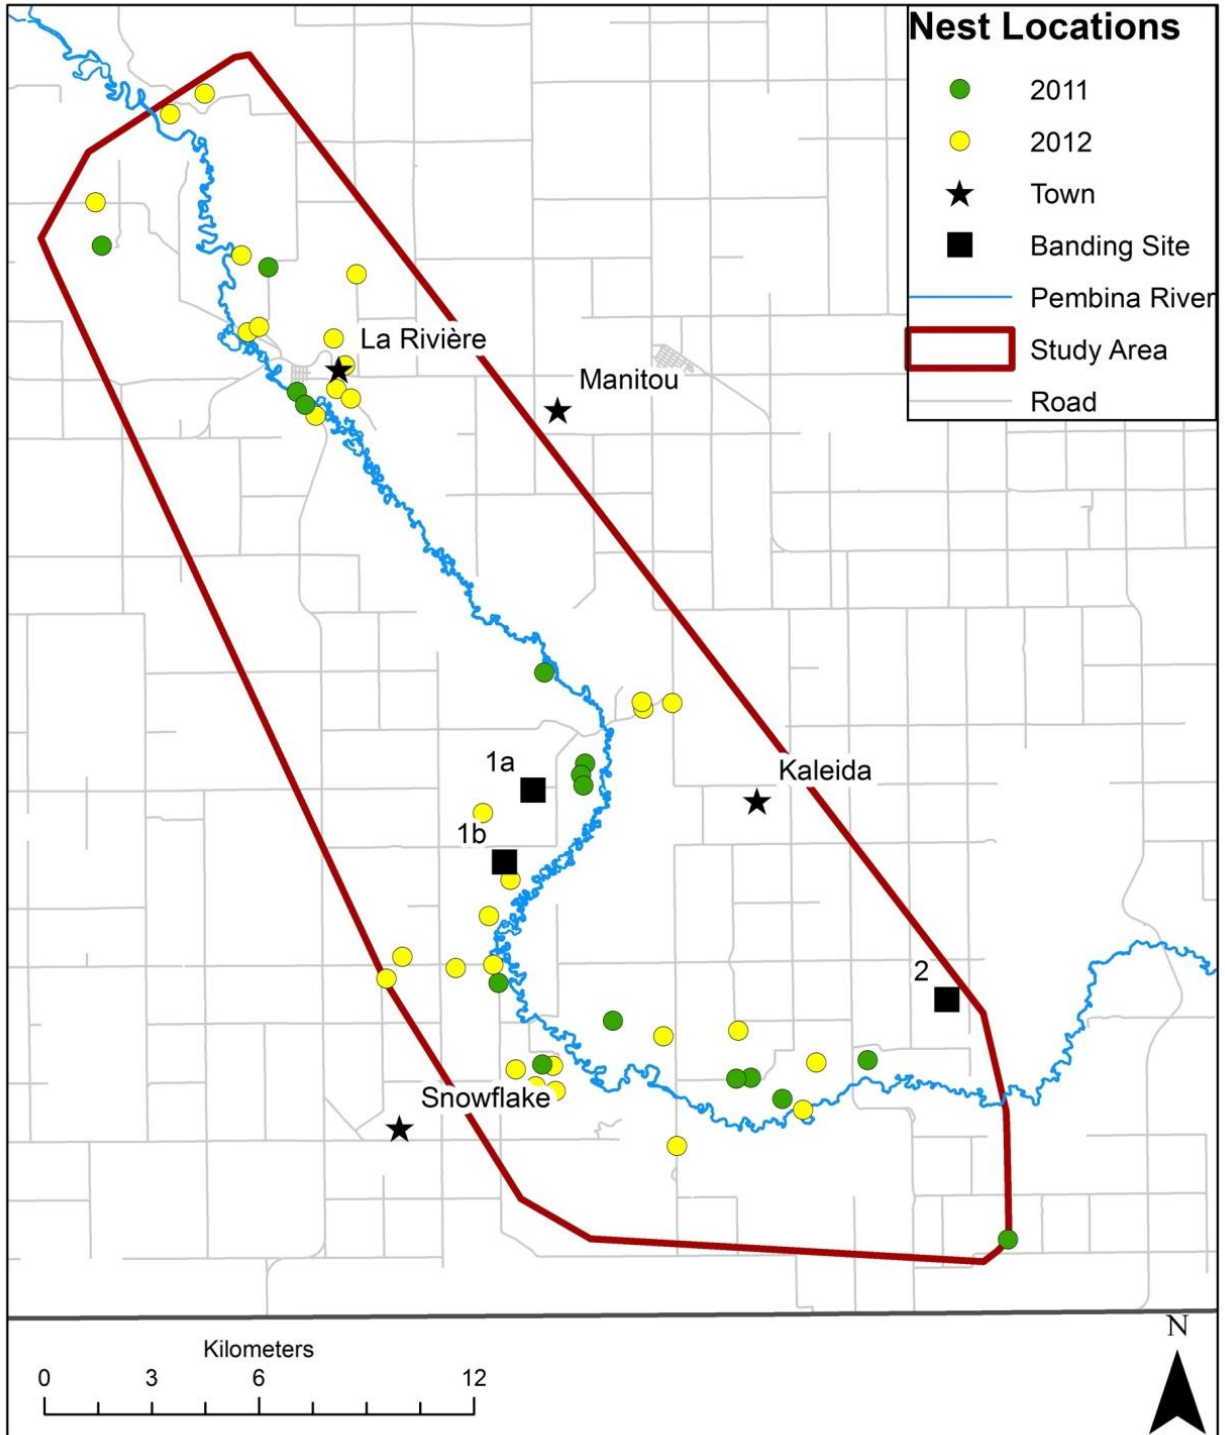 Nest Locations
2011
2012
Town
Banding Site
Pembina River
Study Area
Road
La Rivière
Manitou
1a
Kaleida
1b
2
Snowflake
Kilometers
0 3 6 12
N